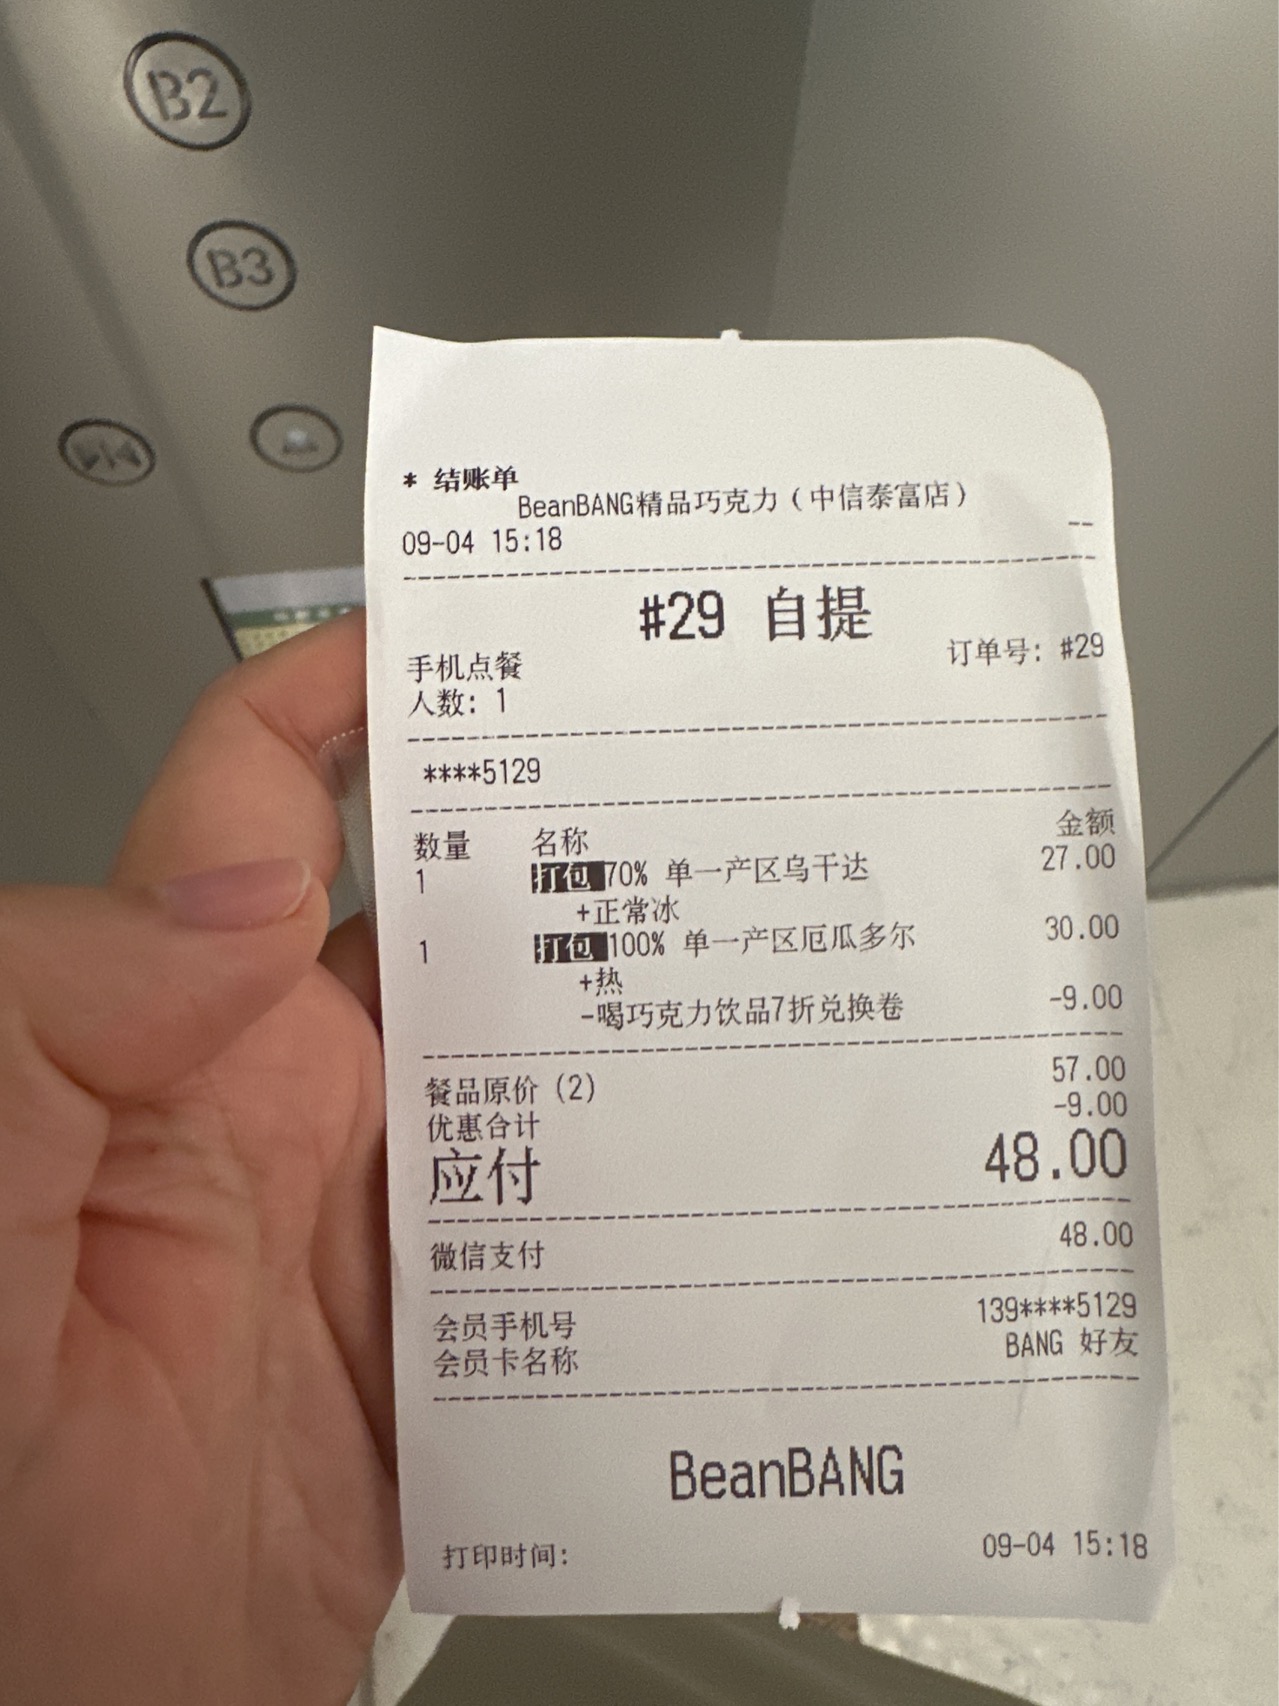 B2
B3
* 结账单
BeanBANG精品巧克力（中信泰富店）
09-04 15:18
--
#29 自提
手机点餐 订单号: #29
人数: 1
****5129
数量 名称 金额
1 打包 70% 单一产区乌干达 27.00
+正常冰
1 打包 100% 单一产区厄瓜多尔 30.00
+热
-喝巧克力饮品7折兑换卷 -9.00
餐品原价 (2) 57.00
优惠合计 -9.00
应付 48.00
微信支付 48.00
会员手机号 139****5129
会员卡名称 BANG 好友
BeanBANG
打印时间: 09-04 15:18